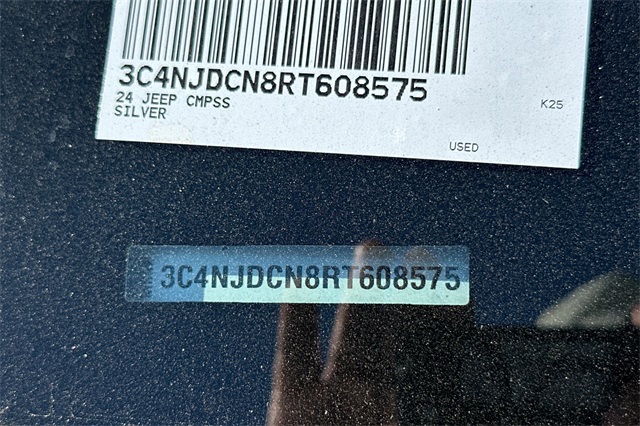 3C4NJDCN8RT608575
24 JEEP CMPSS
K25
SILVER
USED
3C4NJDCN8RT608575